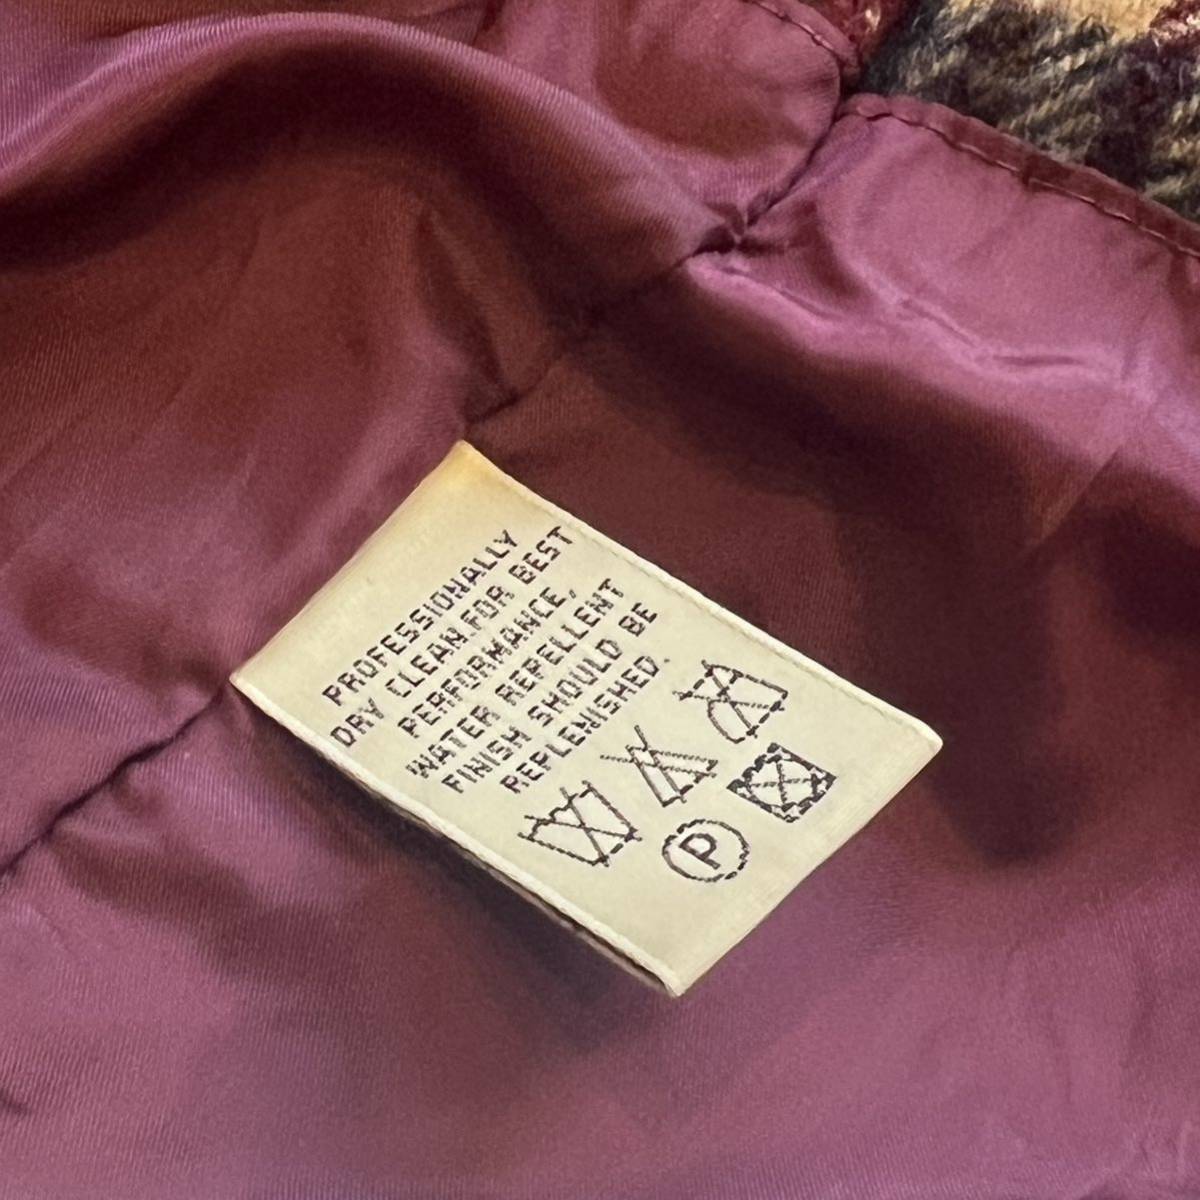 PROFESSIONALLY
DRY CLEAN.FOR BEST
PERFORMANCE,
WATER REPELLENT
FINISH SHOULD BE
REPLENISHED.
P